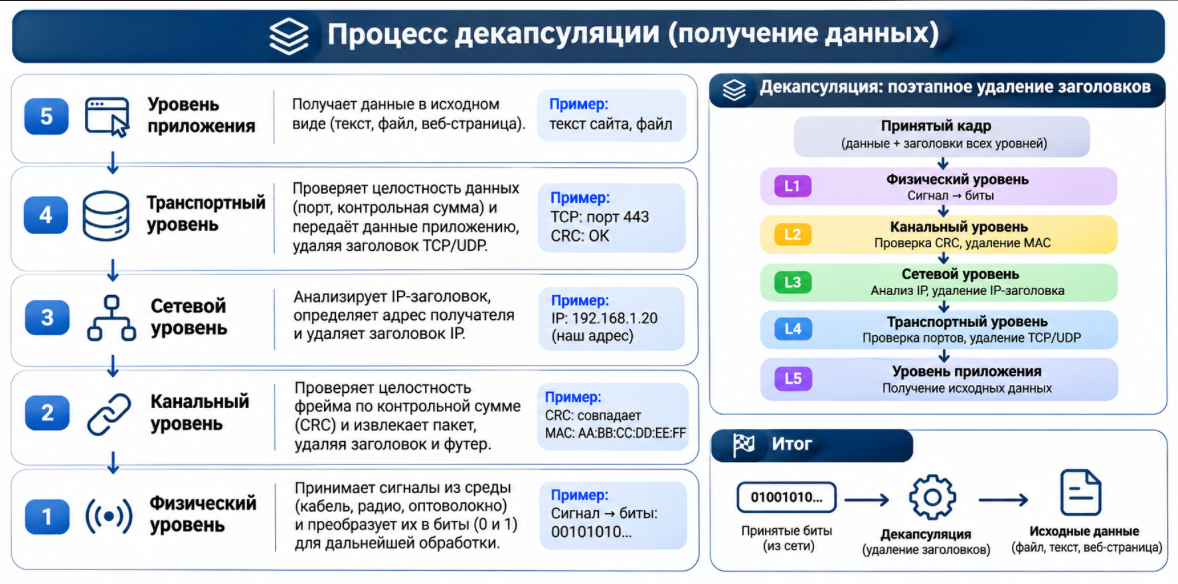 Процесс декапсуляции (получение данных)
5
Уровень
приложения
Получает данные в исходном
виде (текст, файл, веб-страница).
Пример:
текст сайта, файл
4
Транспортный
уровень
Проверяет целостность данных
(порт, контрольная сумма) и
передаёт данные приложению,
удаляя заголовок TCP/UDP.
Пример:
TCP: порт 443
CRC: OK
3
Сетевой
уровень
Анализирует IP-заголовок,
определяет адрес получателя
и удаляет заголовок IP.
Пример:
IP: 192.168.1.20
(наш адрес)
2
Канальный
уровень
Проверяет целостность
фрейма по контрольной сумме
(CRC) и извлекает пакет,
удаляя заголовок и футер.
Пример:
CRC: совпадает
MAC: AA:BB:CC:DD:EE:FF
1
Физический
уровень
Принимает сигналы из среды
(кабель, радио, оптоволокно)
и преобразует их в биты (0 и 1)
для дальнейшей обработки.
Пример:
Сигнал → биты:
00101010...
Декапсуляция: поэтапное удаление заголовков
Принятый кадр
(данные + заголовки всех уровней)
L1
Физический уровень
Сигнал → биты
L2
Канальный уровень
Проверка CRC, удаление MAC
L3
Сетевой уровень
Анализ IP, удаление IP-заголовка
L4
Транспортный уровень
Проверка портов, удаление TCP/UDP
L5
Уровень приложения
Получение исходных данных
Итог
01001010...
Принятые биты
(из сети)
Декапсуляция
(удаление заголовков)
Исходные данные
(файл, текст, веб-страница)